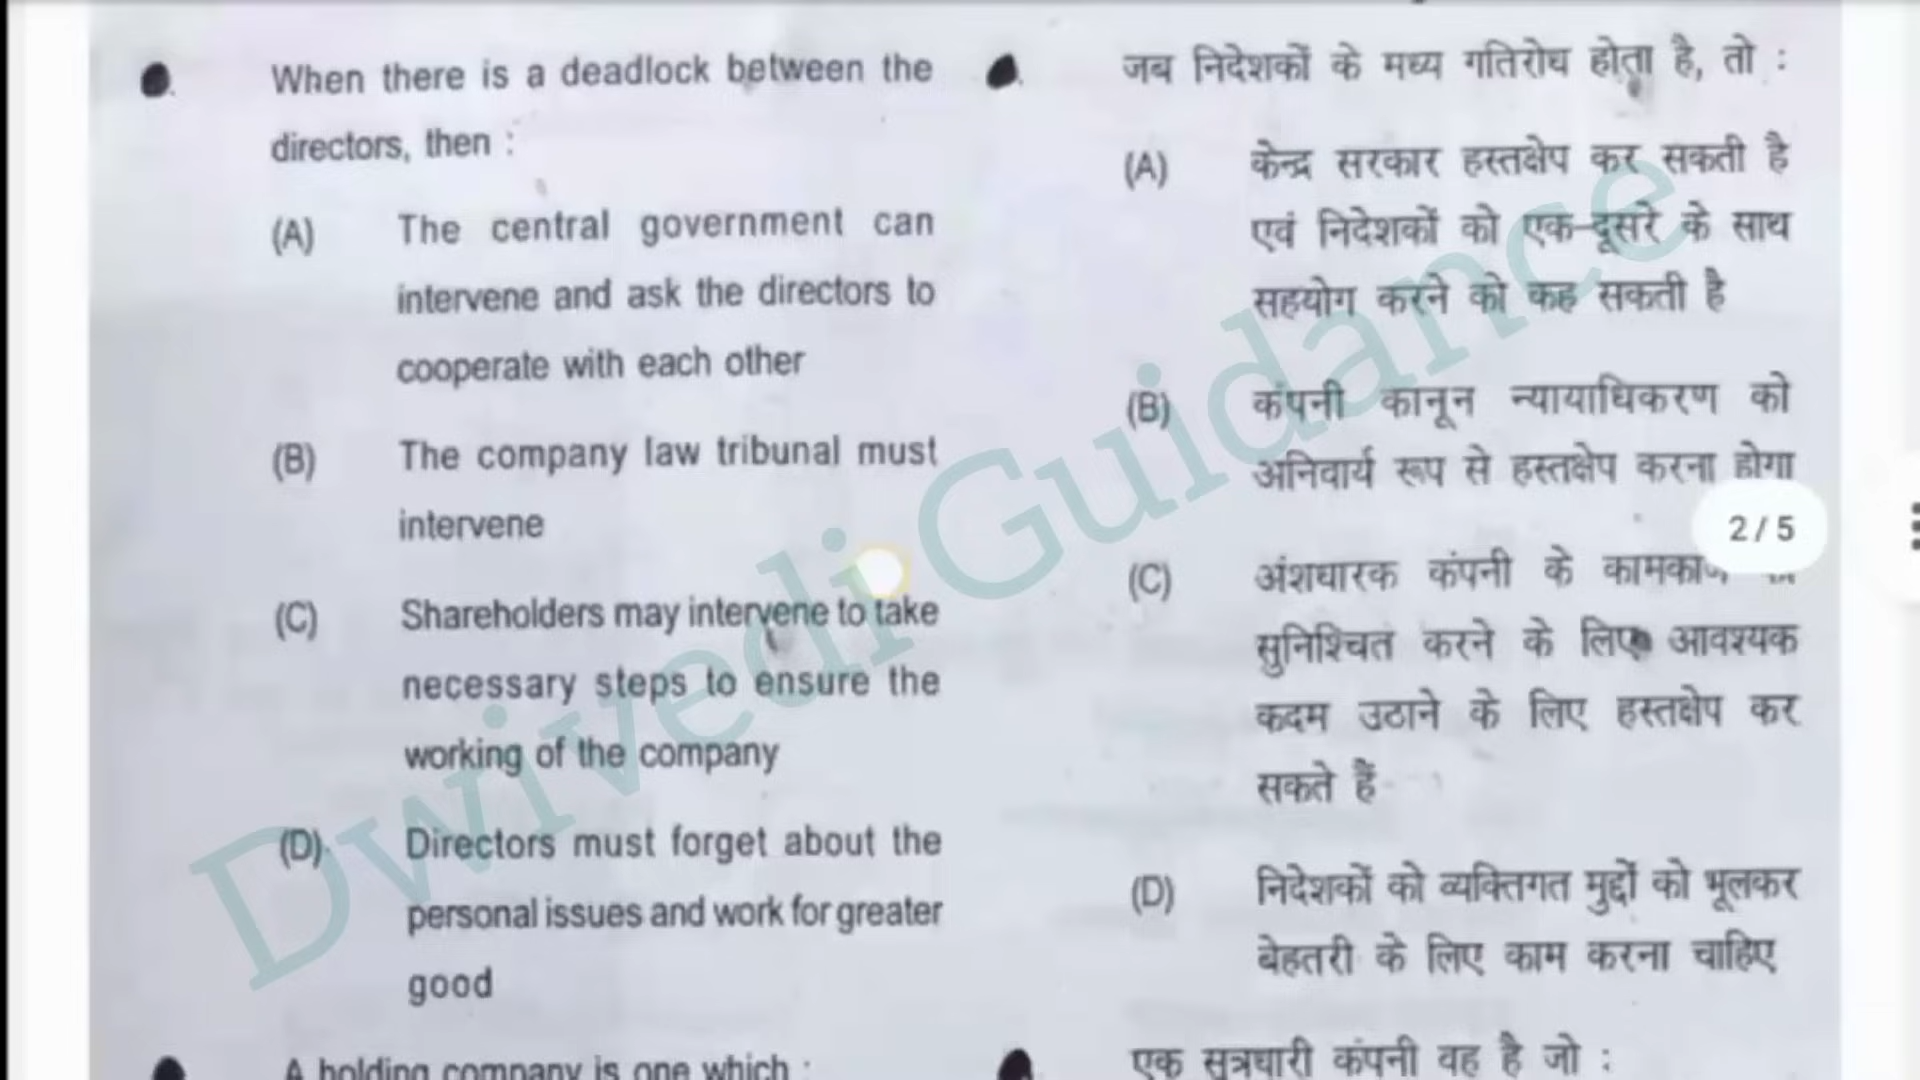 When there is a deadlock between the
directors, then :
(A) The central government can
intervene and ask the directors to
cooperate with each other
(B) The company law tribunal must
intervene
(C) Shareholders may intervene to take
necessary steps to ensure the
working of the company
(D) Directors must forget about the
personal issues and work for greater
good
A holding company is one which :
जब निदेशकों के मध्य गतिरोध होता है, तो :
(A) केन्द्र सरकार हस्तक्षेप कर सकती है
एवं निदेशकों को एक-दूसरे के साथ
सहयोग करने को कह सकती है
(B) कंपनी कानून न्यायाधिकरण को
अनिवार्य रूप से हस्तक्षेप करना होगा
(C) अंशधारक कंपनी के
सुनिश्चित करने के लिए आवश्यक
कदम उठाने के लिए हस्तक्षेप कर
सकते हैं
(D) निदेशकों को व्यक्तिगत मुद्दों को भूलकर
बेहतरी के लिए काम करना चाहिए
एक सूत्रधारी कंपनी वह है जो :
2 / 5
Dwivedi Guidance